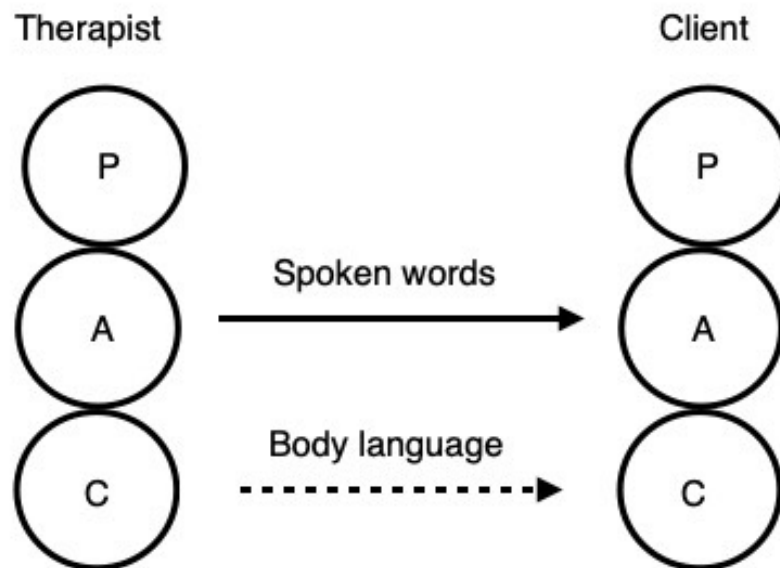 Therapist Client
P P
Spoken words
A A
Body language
C C